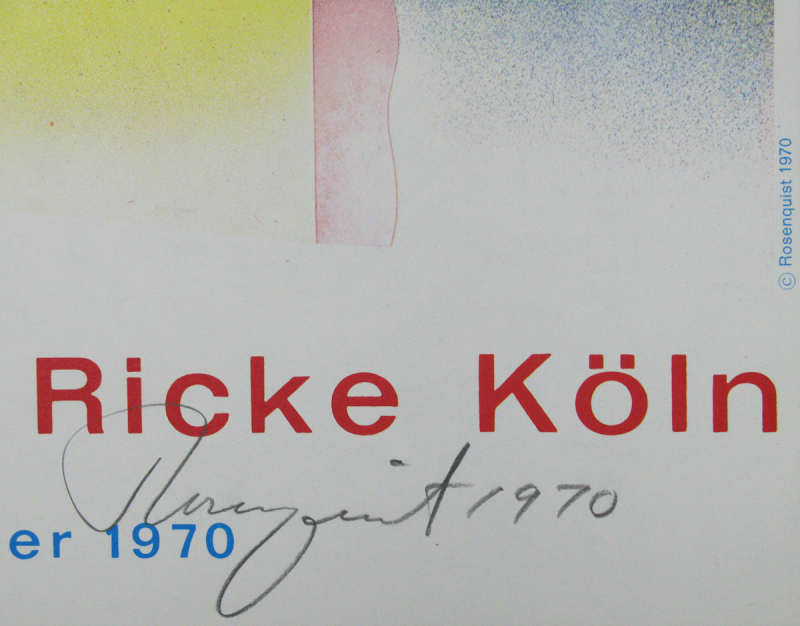 Ricke Köln
Rosenquist 1970
er 1970
© Rosenquist 1970